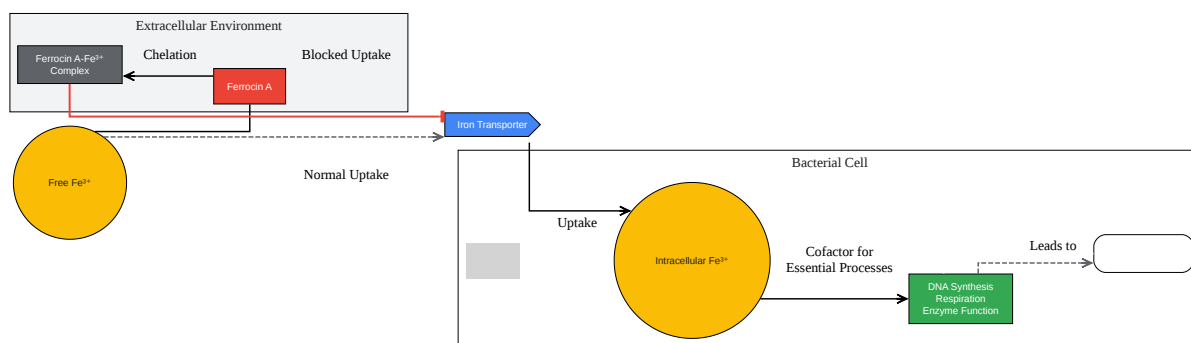 Extracellular Environment
Ferrocin A-Fe³⁺
Complex
Chelation
Blocked Uptake
Ferrocin A
Iron Transporter
Free Fe³⁺
Normal Uptake
Bacterial Cell
Uptake
Intracellular Fe³⁺
Cofactor for
Essential Processes
Leads to
DNA Synthesis
Respiration
Enzyme Function